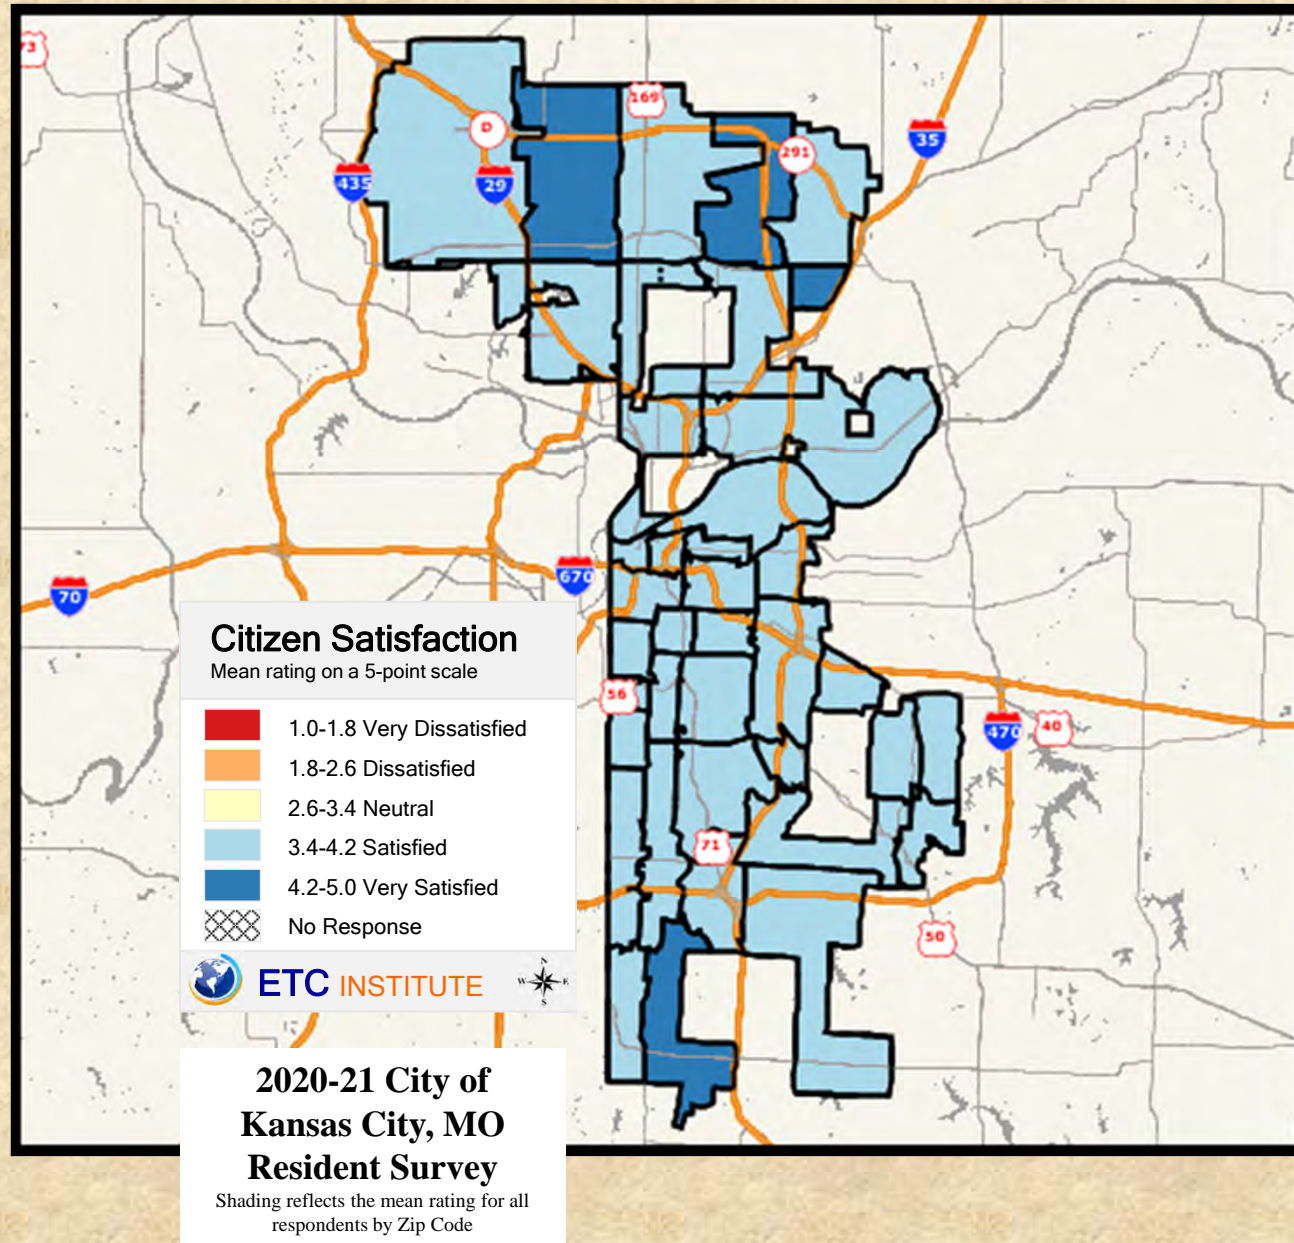 73
169
D
291
35
435
29
70
670
Citizen Satisfaction
Mean rating on a 5-point scale
1.0-1.8 Very Dissatisfied
1.8-2.6 Dissatisfied
2.6-3.4 Neutral
3.4-4.2 Satisfied
4.2-5.0 Very Satisfied
No Response
ETC INSTITUTE
N
W E
S
56
40
470
71
50
2020-21 City of
Kansas City, MO
Resident Survey
Shading reflects the mean rating for all
respondents by Zip Code